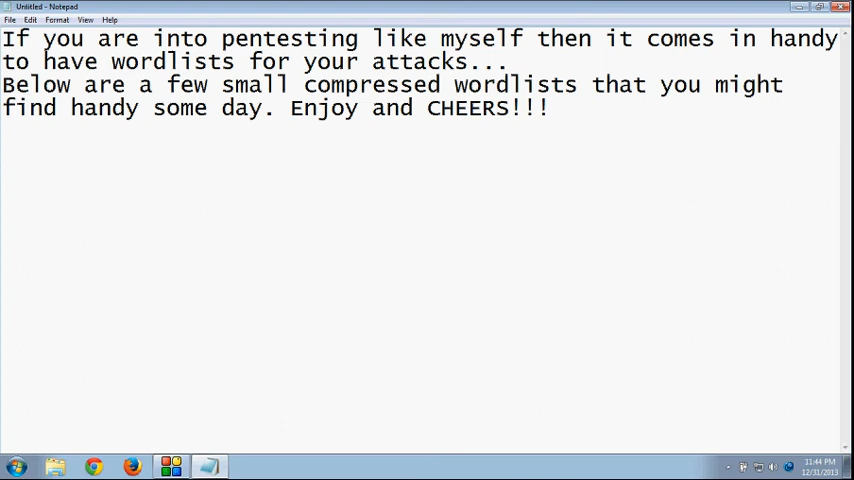 Untitled - Notepad
File Edit Format View Help
If you are into pentesting like myself then it comes in handy
to have wordlists for your attacks...
Below are a few small compressed wordlists that you might
find handy some day. Enjoy and CHEERS!!!
11:44 PM
12/31/2013